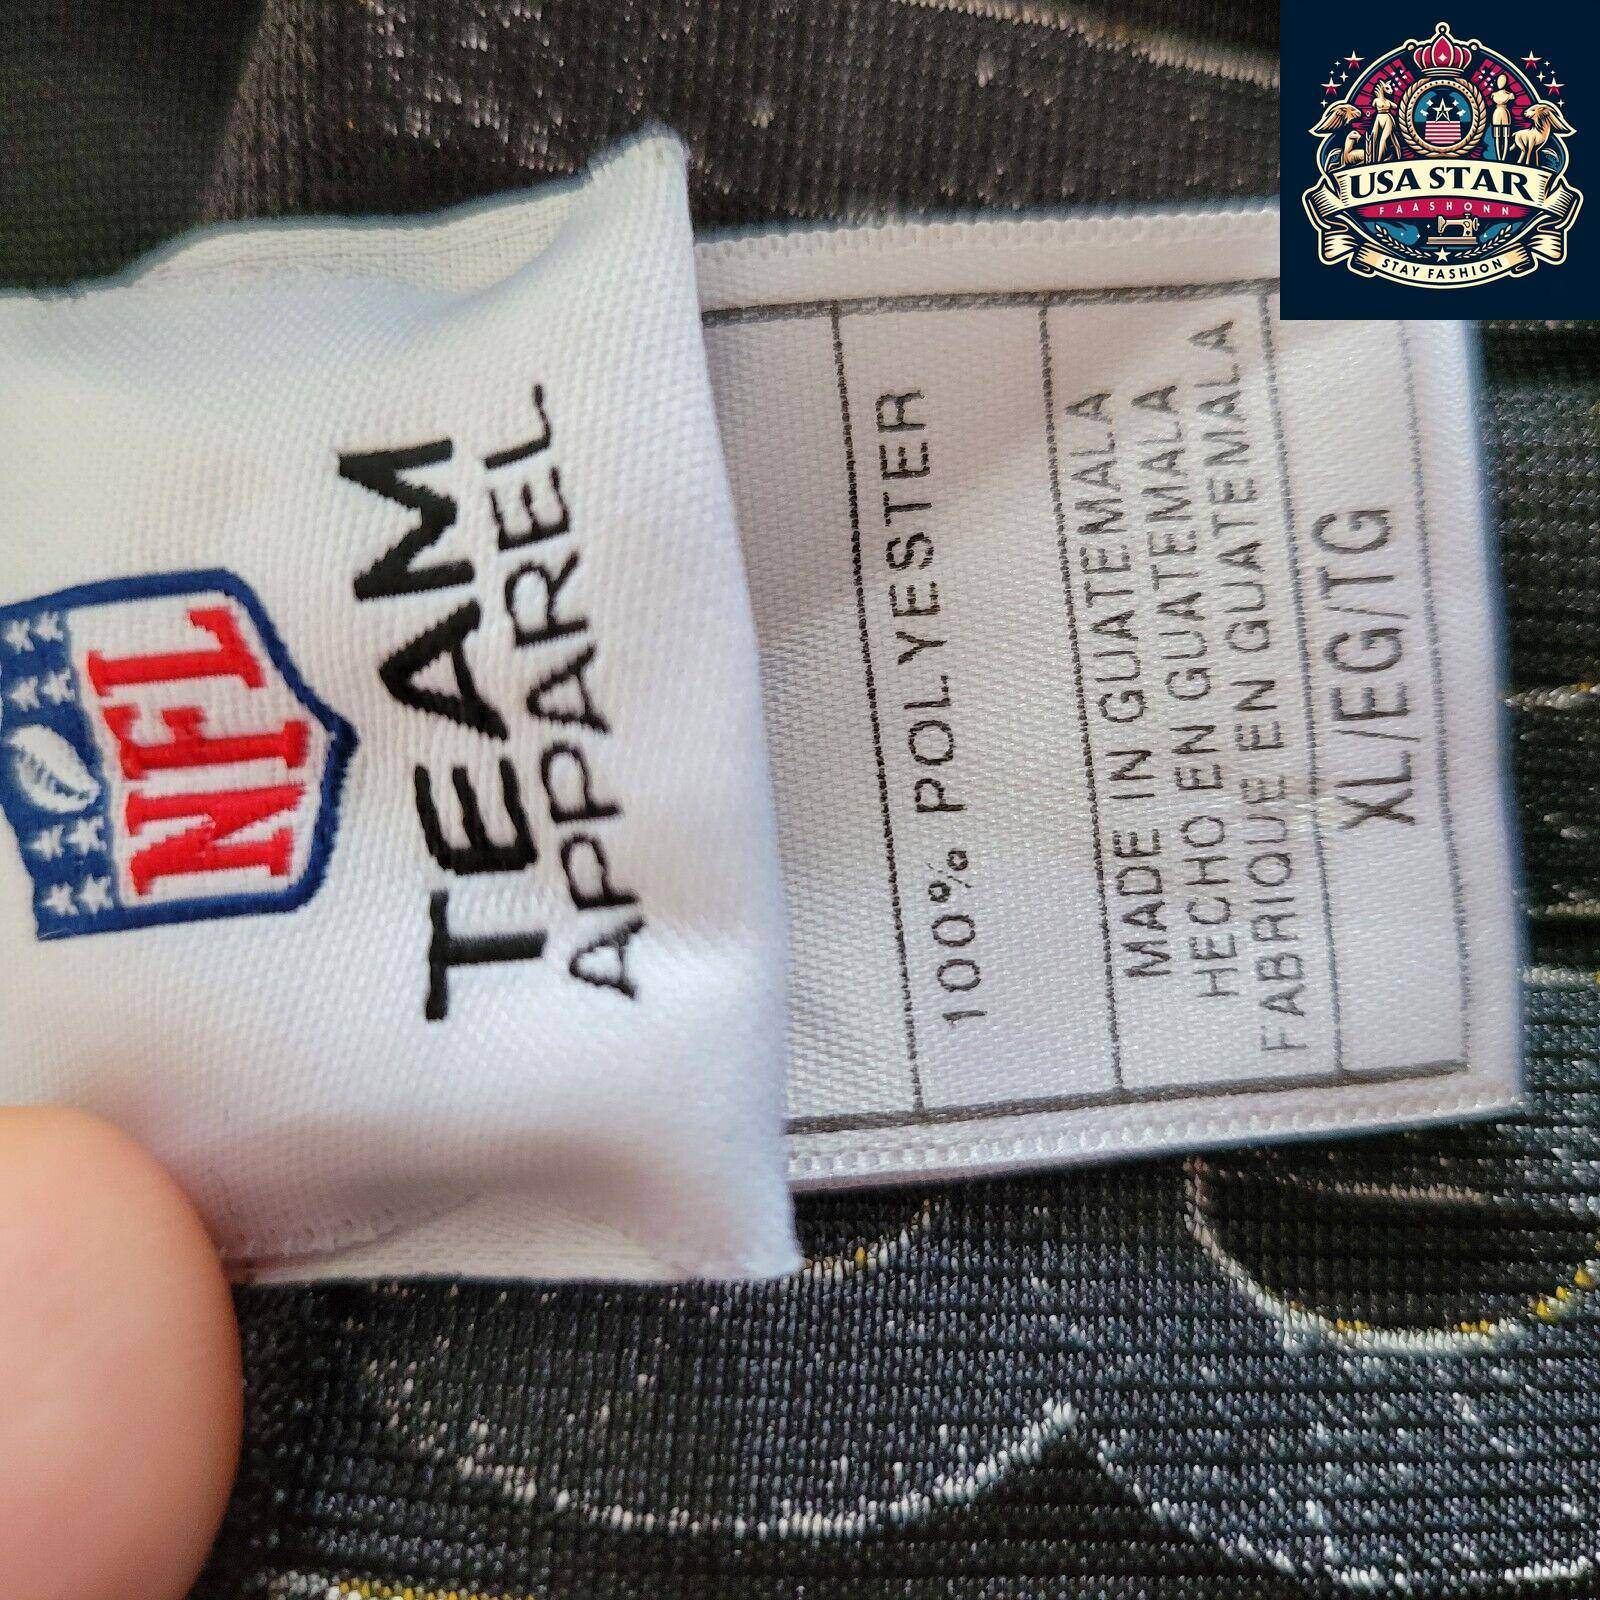 NFL
TEAM
APPAREL
100% POLYESTER
MADE IN GUATEMALA
HECHO EN GUATEMALA
FABRIQUE EN GUATEMALA
XL/EG/TG
USA STAR
FAASHONN
STAY FASHION